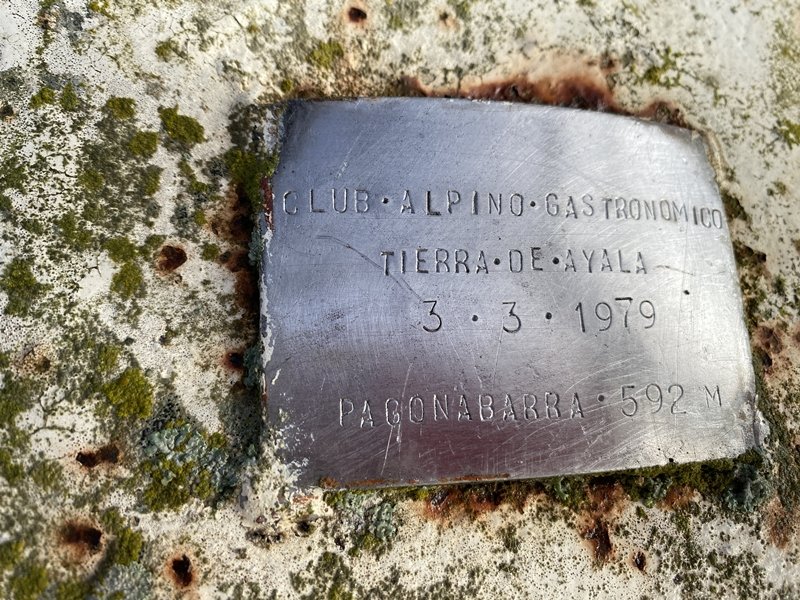 CLUB·ALPINO·GASTRONOMICO
TIERRA·DE·AYALA
3·3·1979
PAGONABARRA·592 M